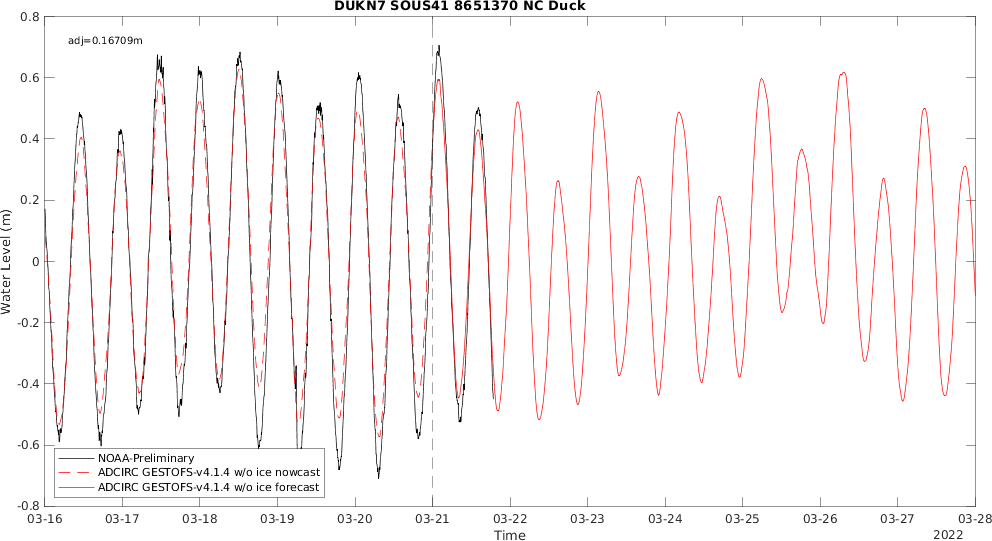 DUKN7 SOUS41 8651370 NC Duck
adj=0.16709m
0.8
0.6
0.4
0.2
0
-0.2
-0.4
-0.6
-0.8
Water Level (m)
NOAA-Preliminary
ADCIRC GESTOFS-v4.1.4 w/o ice nowcast
ADCIRC GESTOFS-v4.1.4 w/o ice forecast
03-16 03-17 03-18 03-19 03-20 03-21 03-22 03-23 03-24 03-25 03-26 03-27 03-28
Time
2022